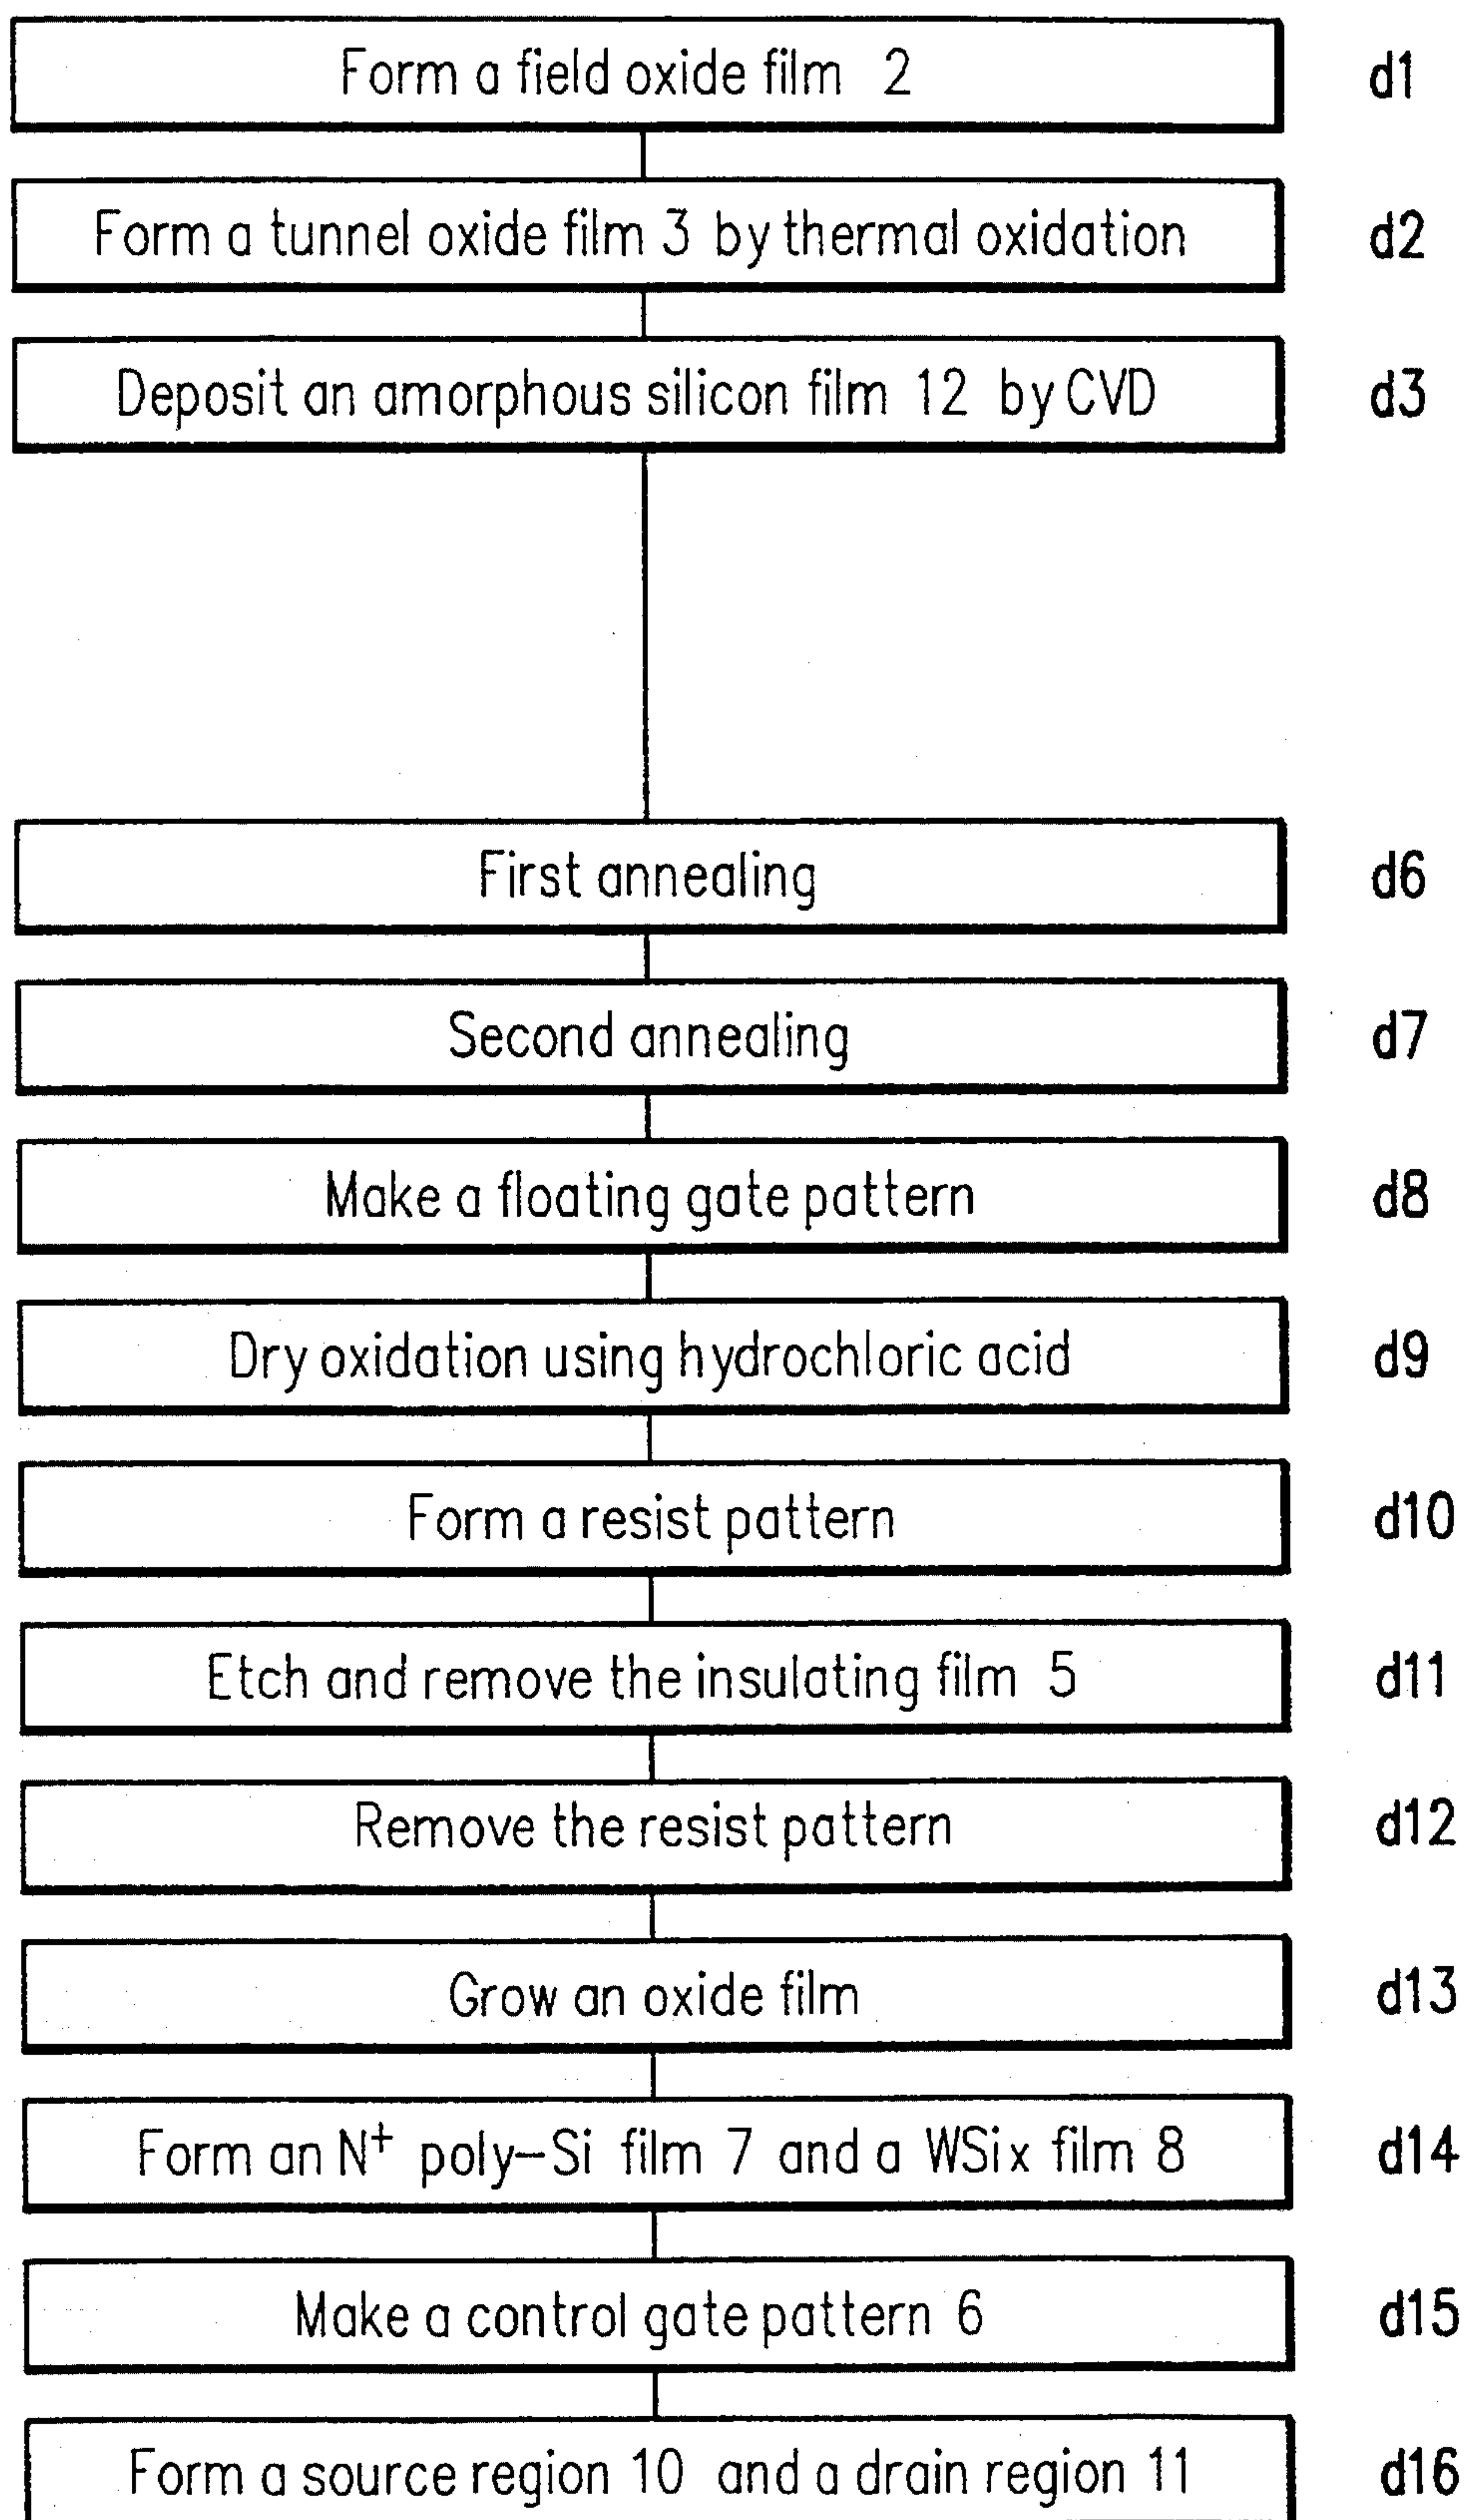 Form a field oxide film 2 d1
Form a tunnel oxide film 3 by thermal oxidation d2
Deposit an amorphous silicon film 12 by CVD d3
First annealing d6
Second annealing d7
Make a floating gate pattern d8
Dry oxidation using hydrochloric acid d9
Form a resist pattern d10
Etch and remove the insulating film 5 d11
Remove the resist pattern d12
Grow an oxide film d13
Form an N⁺ poly-Si film 7 and a WSix film 8 d14
Make a control gate pattern 6 d15
Form a source region 10 and a drain region 11 d16